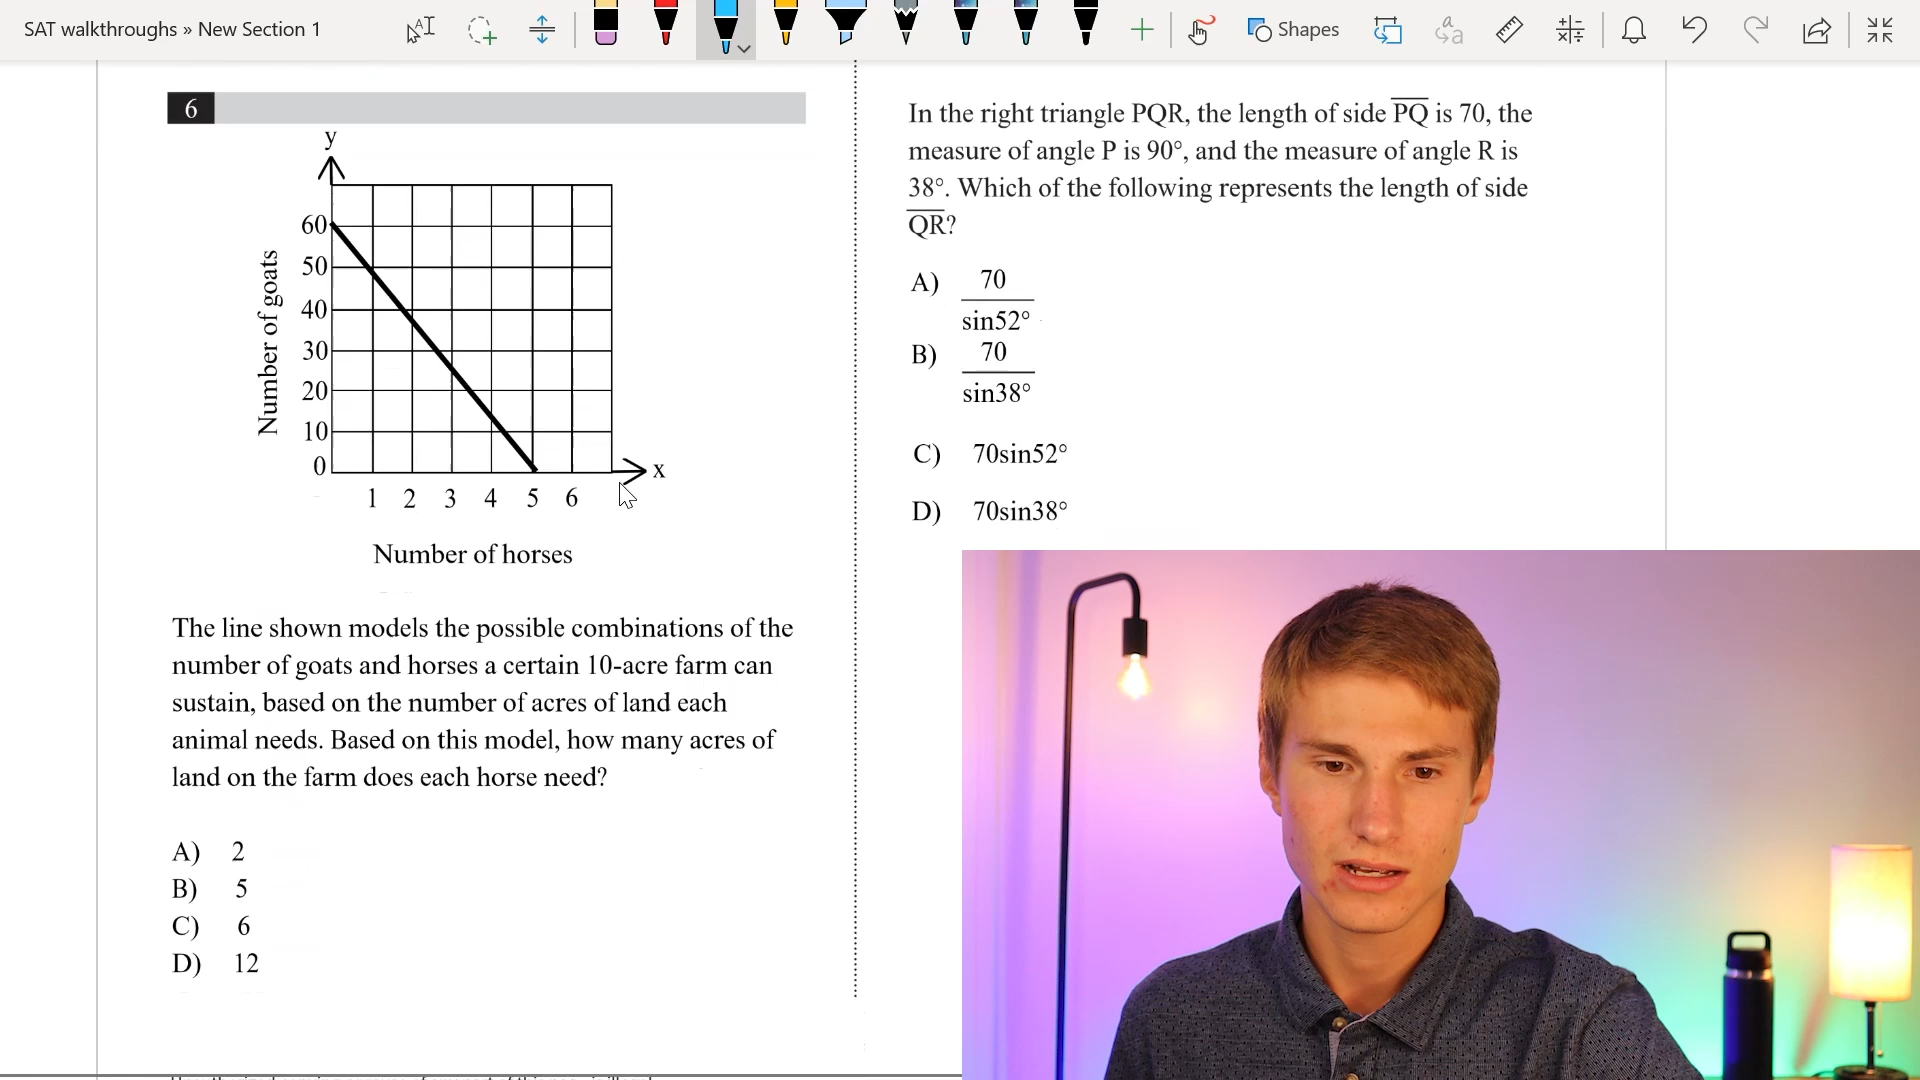 SAT walkthroughs » New Section 1
Shapes
6
y
60
50
40
30
20
10
0
Number of goats
x
1 2 3 4 5 6
Number of horses
The line shown models the possible combinations of the
number of goats and horses a certain 10-acre farm can
sustain, based on the number of acres of land each
animal needs. Based on this model, how many acres of
land on the farm does each horse need?
A) 2
B) 5
C) 6
D) 12
In the right triangle PQR, the length of side PQ is 70, the
measure of angle P is 90°, and the measure of angle R is
38°. Which of the following represents the length of side
QR?
A) 70
sin52°
B) 70
sin38°
C) 70sin52°
D) 70sin38°